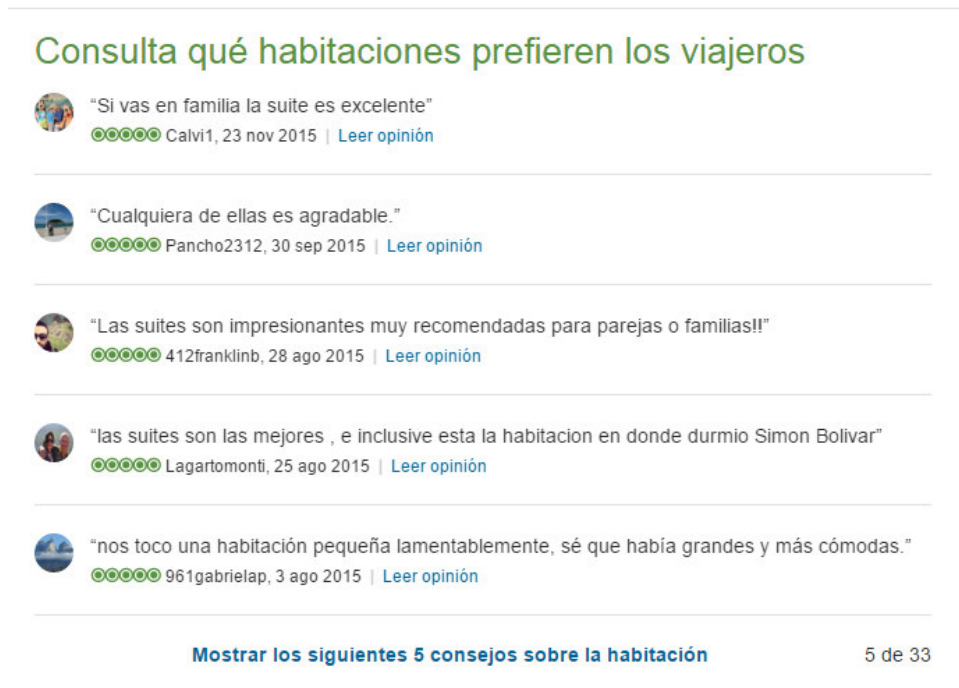 Consulta qué habitaciones prefieren los viajeros
“Si vas en familia la suite es excelente”
Calvi1, 23 nov 2015 | Leer opinión
“Cualquiera de ellas es agradable.”
Pancho2312, 30 sep 2015 | Leer opinión
“Las suites son impresionantes muy recomendadas para parejas o familias!!”
412franklinb, 28 ago 2015 | Leer opinión
“las suites son las mejores , e inclusive esta la habitacion en donde durmio Simon Bolivar”
Lagartomonti, 25 ago 2015 | Leer opinión
“nos toco una habitación pequeña lamentablemente, sé que había grandes y más cómodas.”
961gabrielap, 3 ago 2015 | Leer opinión
Mostrar los siguientes 5 consejos sobre la habitación 5 de 33